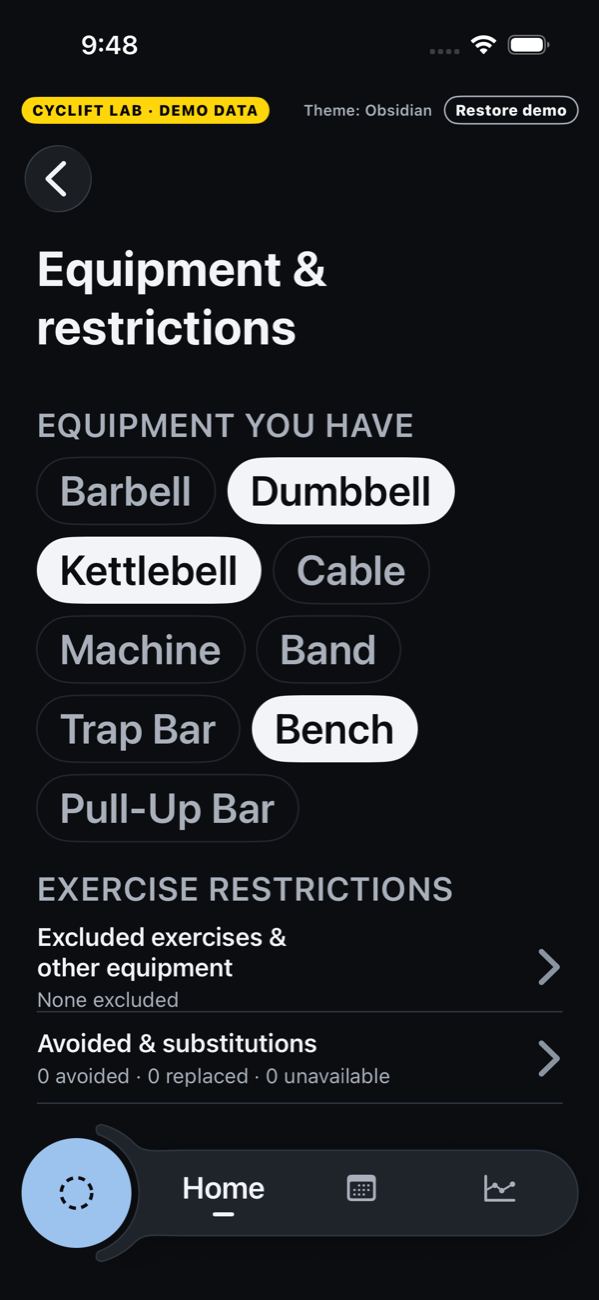 9:48
CYCLIFT LAB · DEMO DATA
Theme: Obsidian
Restore demo
Equipment &
restrictions
EQUIPMENT YOU HAVE
Barbell
Dumbbell
Kettlebell
Cable
Machine
Band
Trap Bar
Bench
Pull-Up Bar
EXERCISE RESTRICTIONS
Excluded exercises &
other equipment
None excluded
Avoided & substitutions
0 avoided · 0 replaced · 0 unavailable
Home